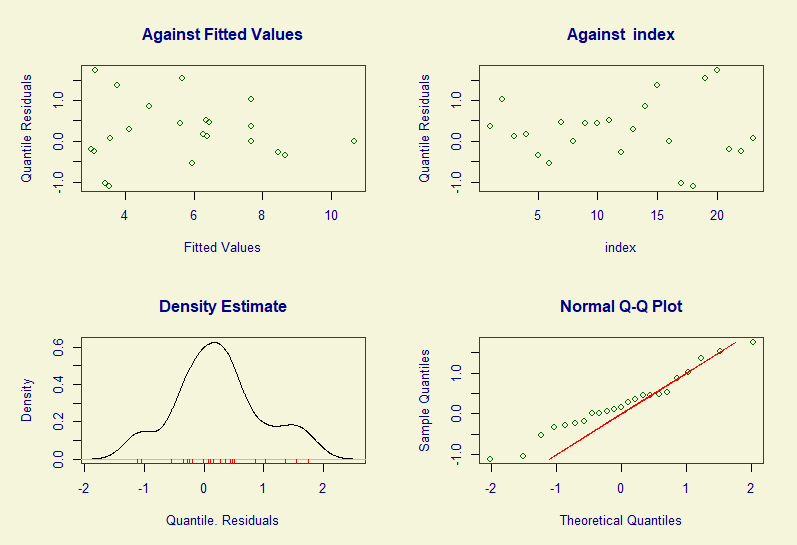 Against Fitted Values
Quantile Residuals
-1.0 0.0 1.0
4 6 8 10
Fitted Values
Against index
Quantile Residuals
-1.0 0.0 1.0
5 10 15 20
index
Density Estimate
Density
0.0 0.2 0.4 0.6
-2 -1 0 1 2
Quantile. Residuals
Normal Q-Q Plot
Sample Quantiles
-1.0 0.0 1.0
-2 -1 0 1 2
Theoretical Quantiles